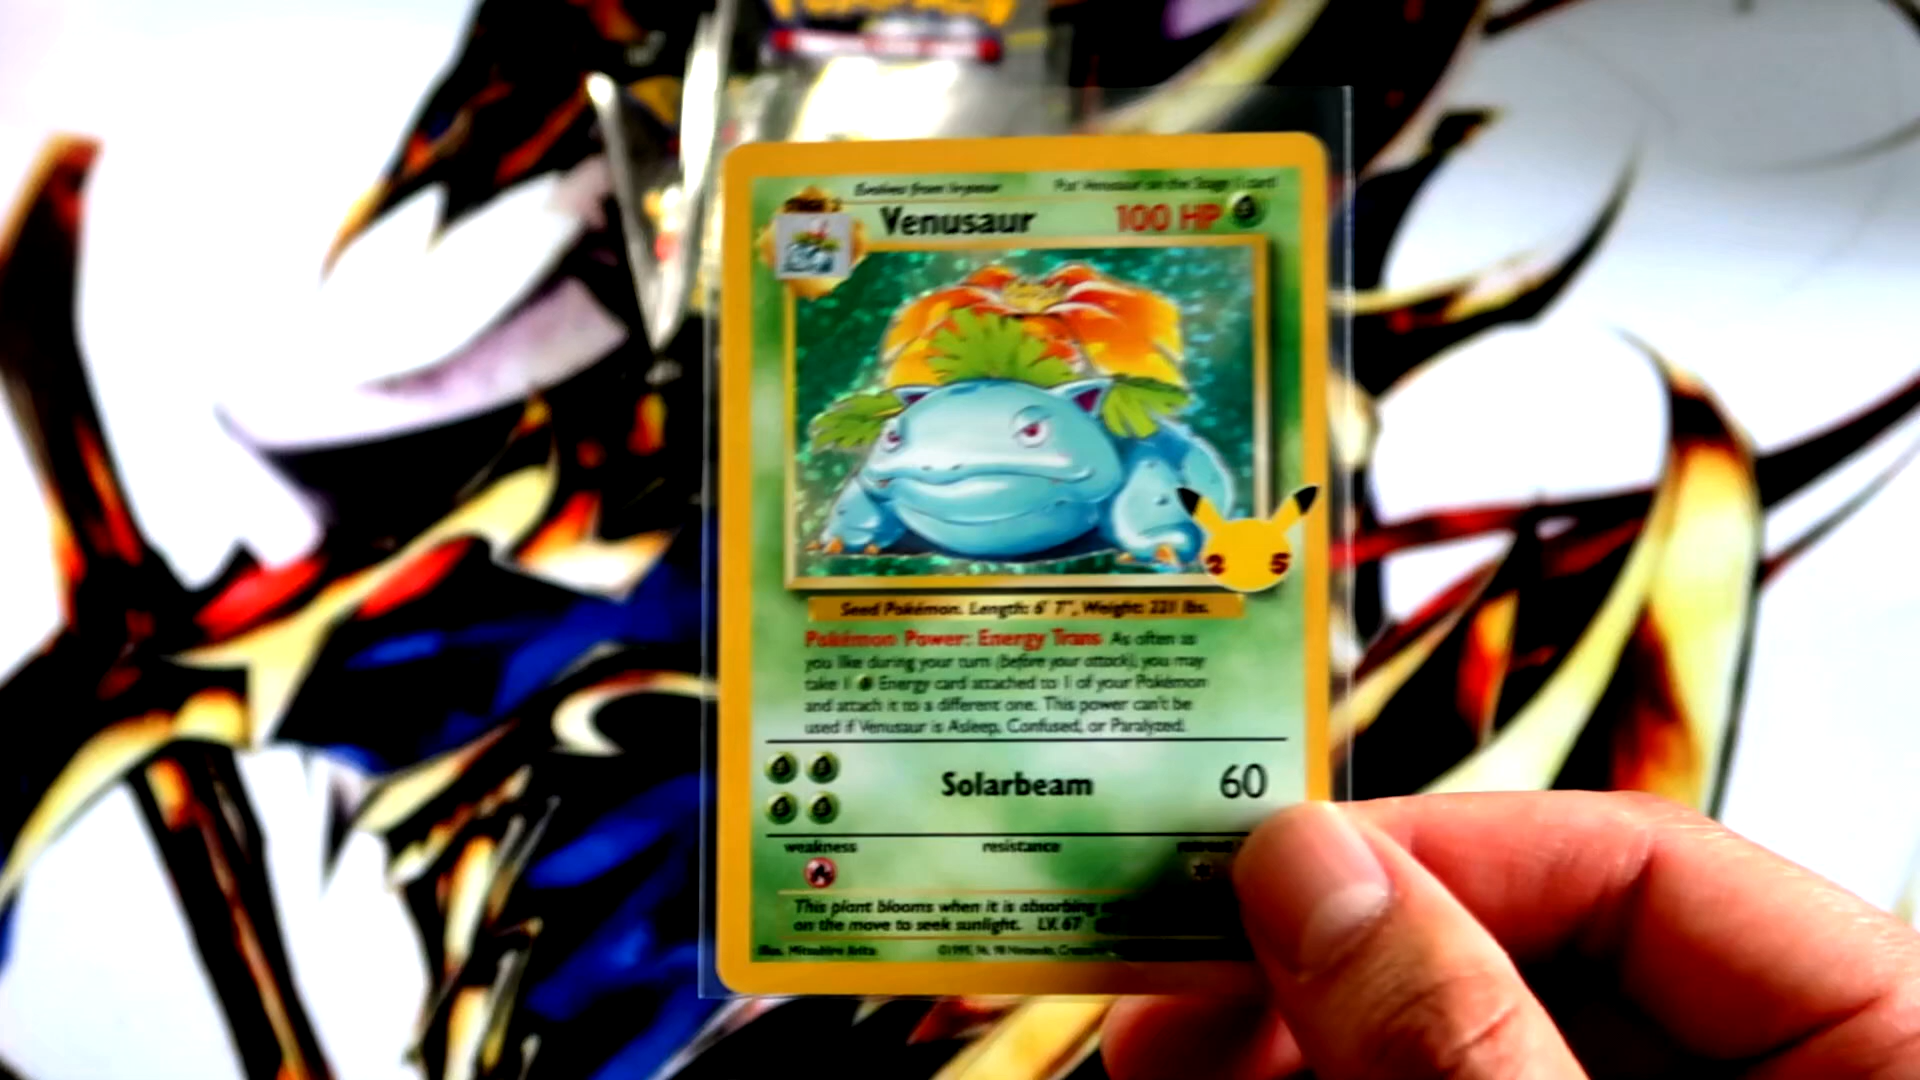 Evolves from Ivysaur Put Venusaur on the Stage 1 card
STAGE 2
Venusaur 100 HP
2 5
Seed Pokémon. Length: 6' 7", Weight: 221 lbs.
Pokémon Power: Energy Trans As often as
you like during your turn (before your attack), you may
take 1 Energy card attached to 1 of your Pokémon
and attach it to a different one. This power can't be
used if Venusaur is Asleep, Confused, or Paralyzed.
Solarbeam 60
weakness resistance
This plant blooms when it is absorbing
on the move to seek sunlight. LV. 67
Illus. Mitsuhiro Arita ©1995, 96, 98 Nintendo,